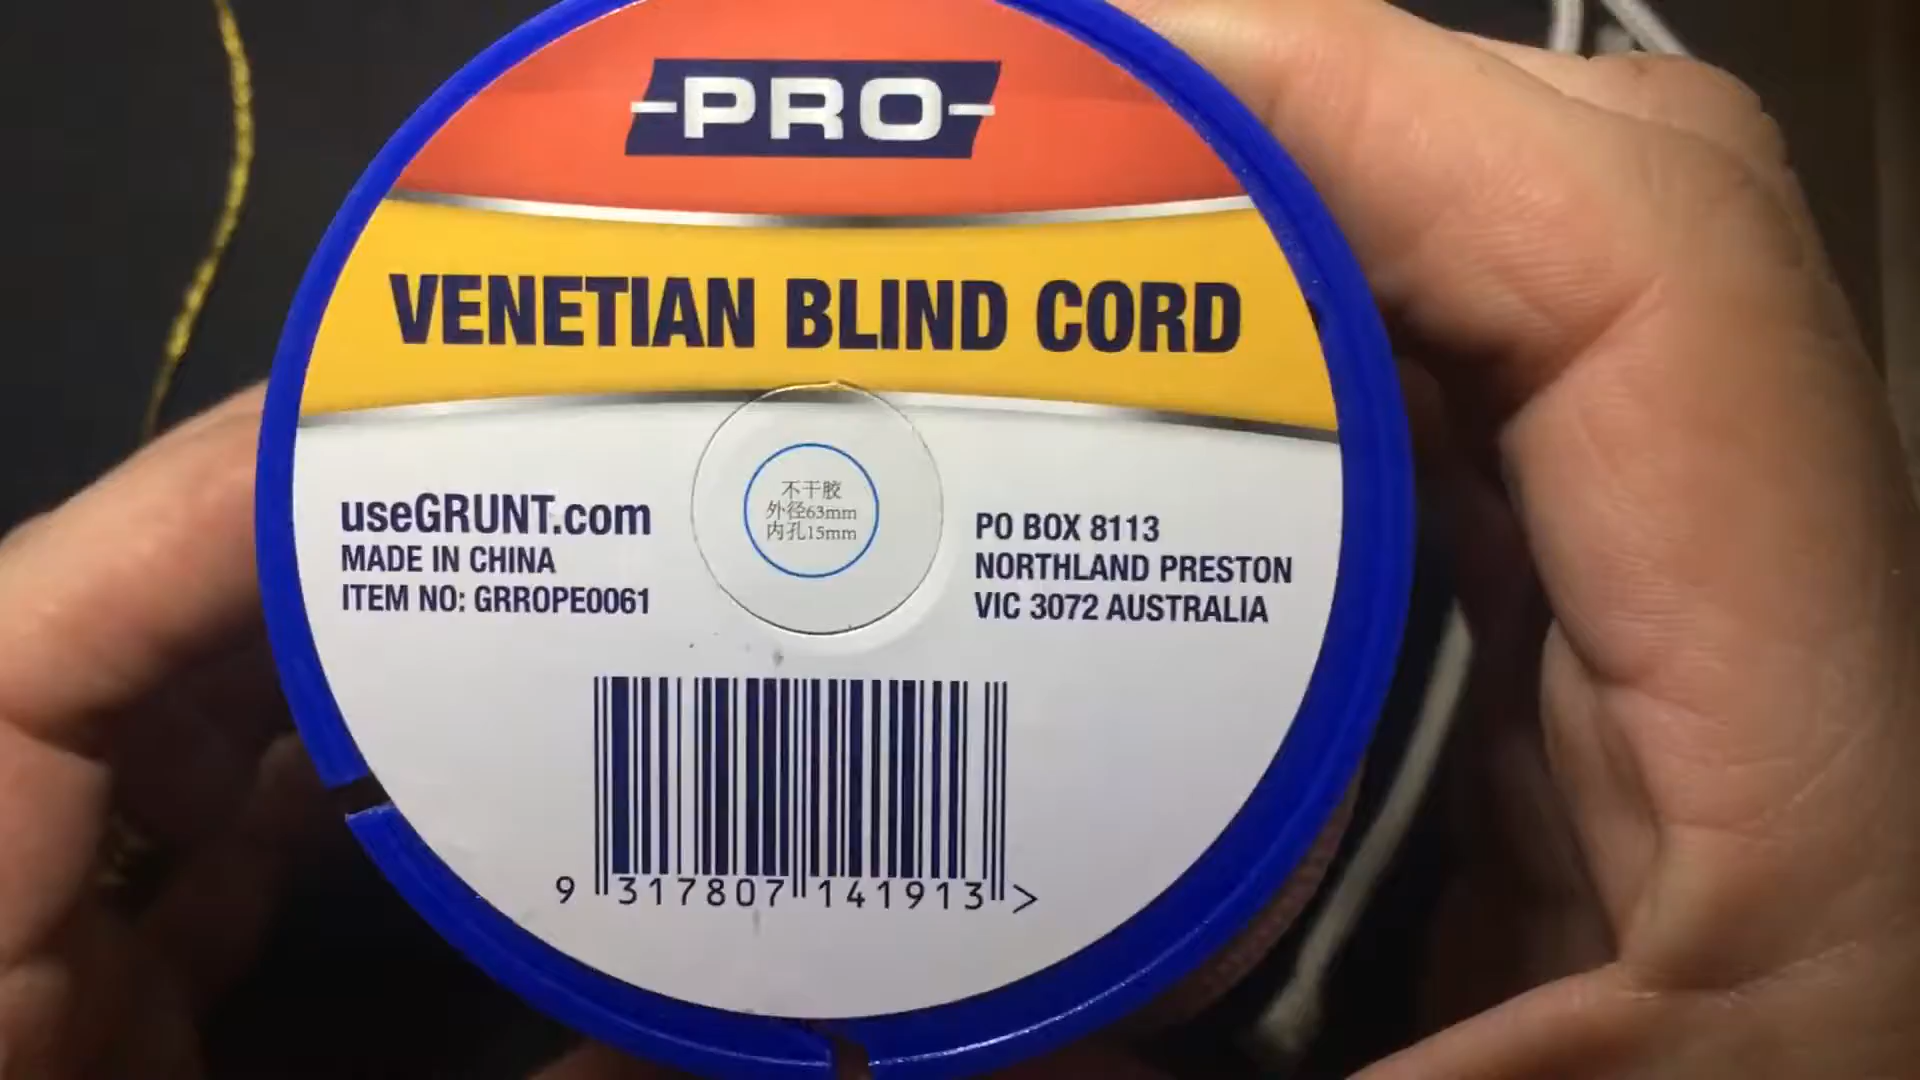 -PRO-
VENETIAN BLIND CORD
不干胶
外径63mm
内孔15mm
useGRUNT.com
MADE IN CHINA
ITEM NO: GRROPE0061
PO BOX 8113
NORTHLAND PRESTON
VIC 3072 AUSTRALIA
9 317807 141913 >